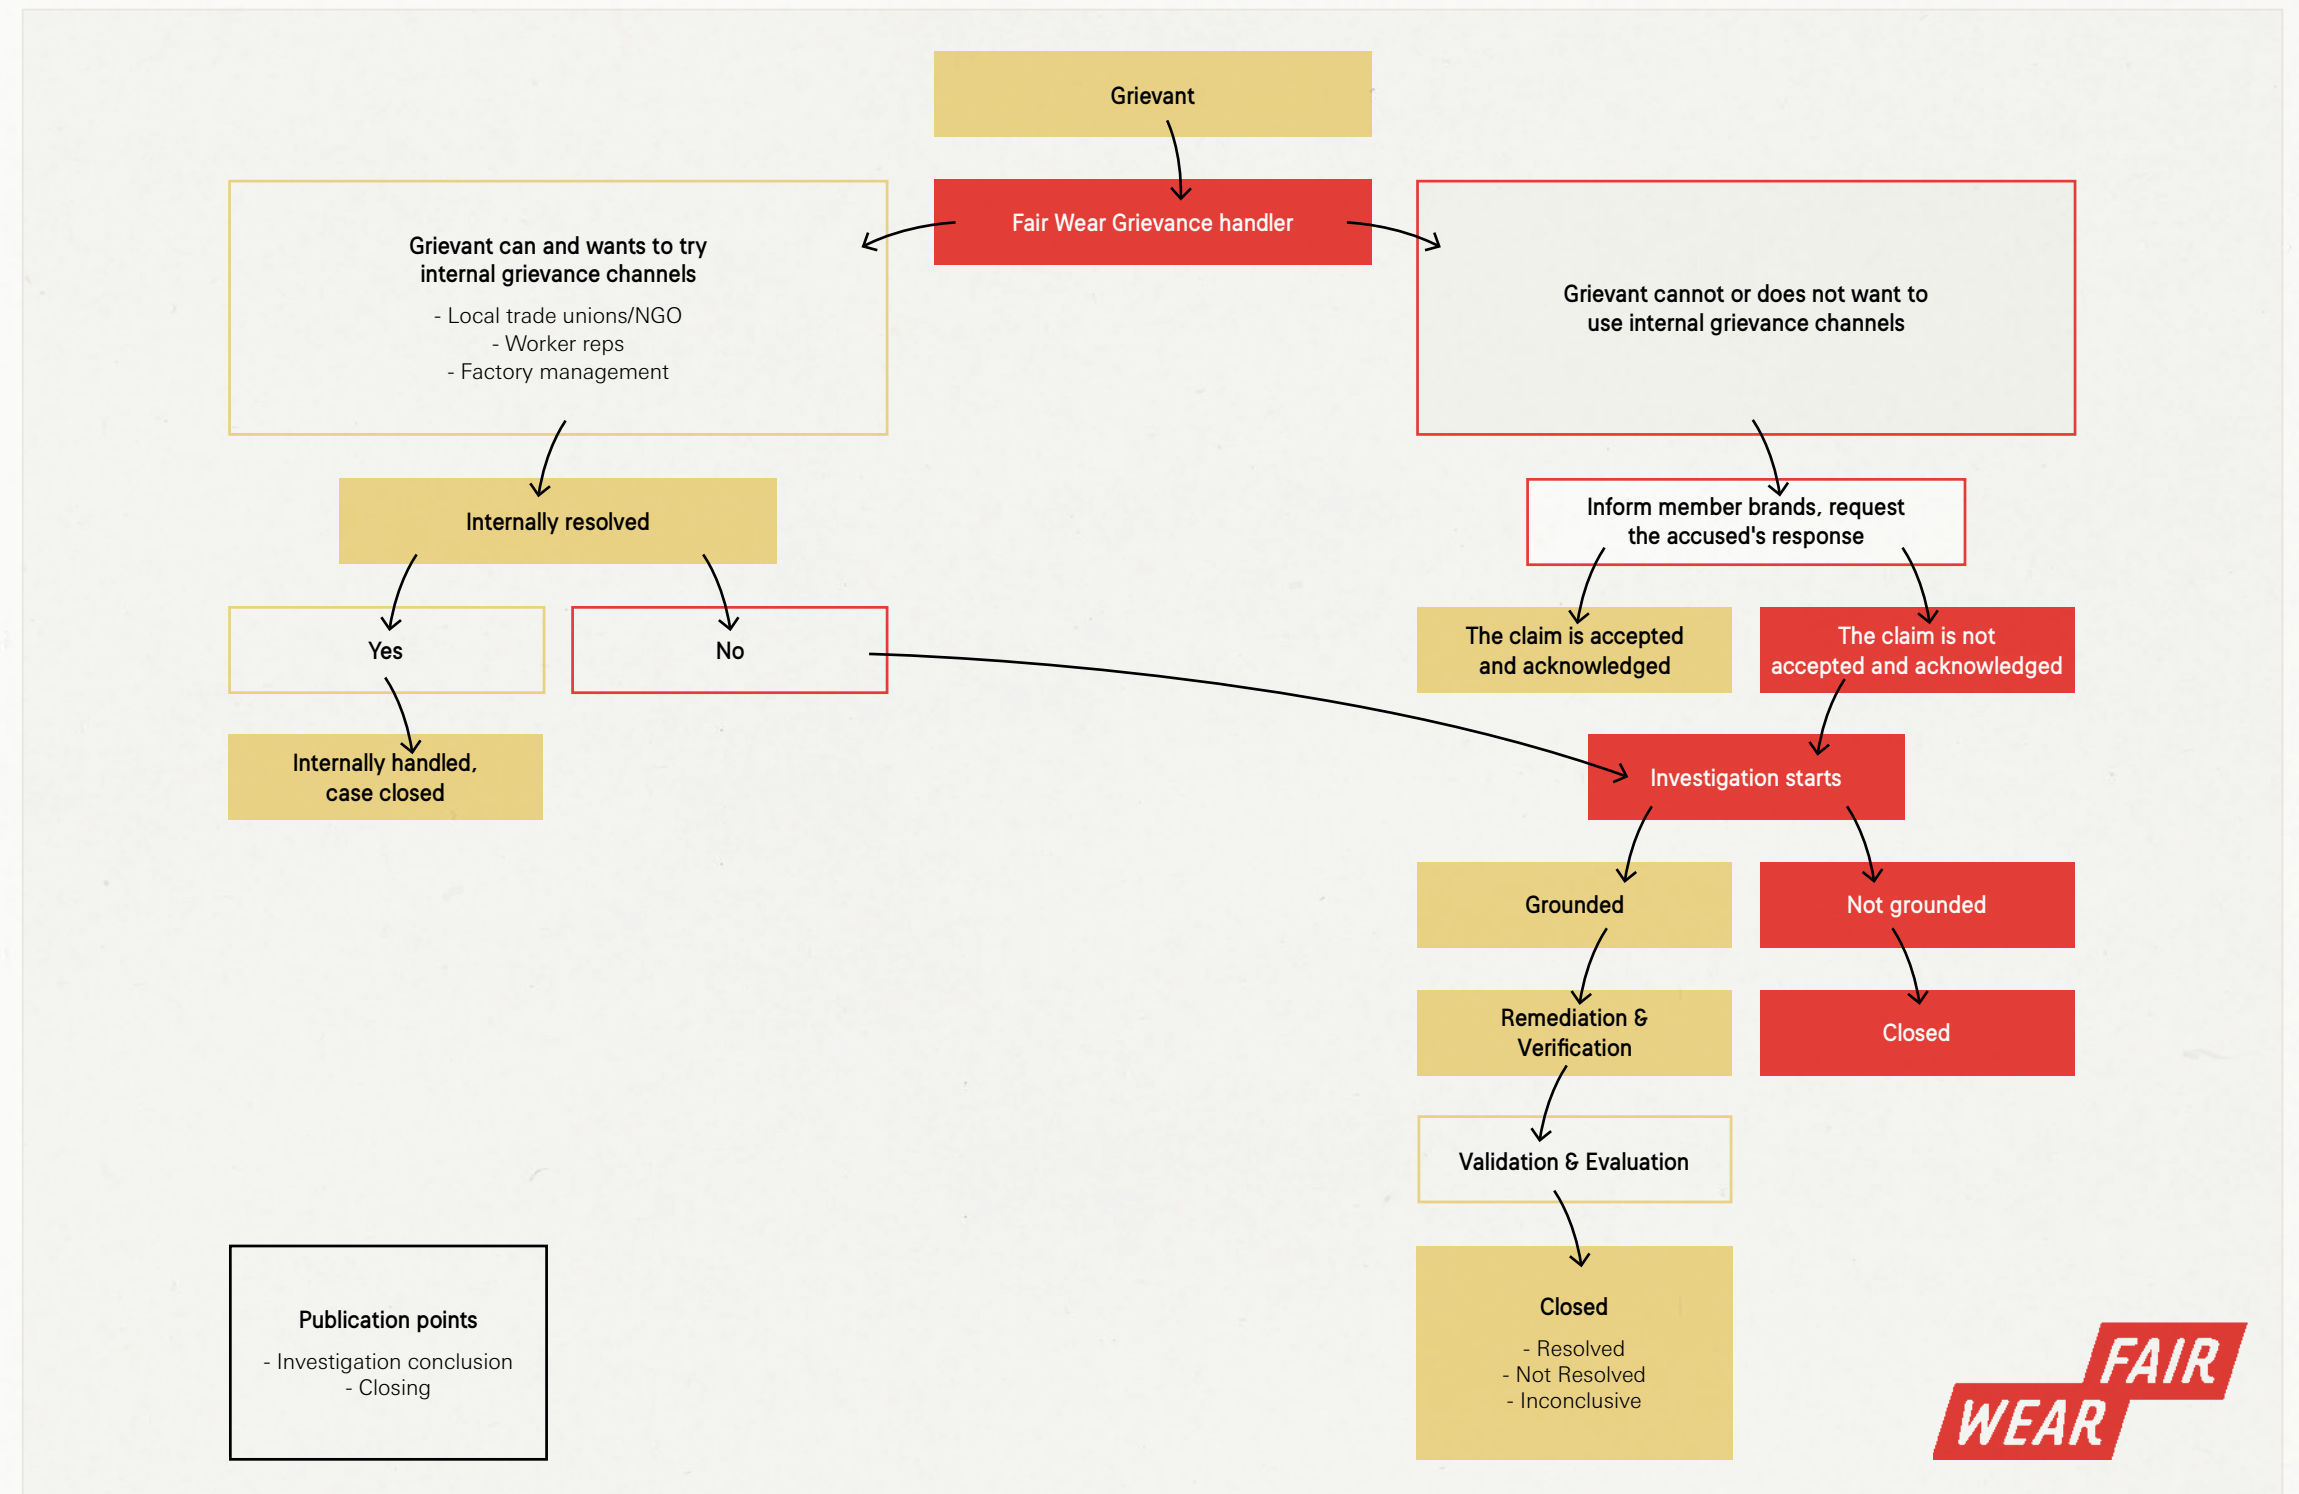 Grievant
Fair Wear Grievance handler
Grievant can and wants to try
internal grievance channels
- Local trade unions/NGO
- Worker reps
- Factory management
Grievant cannot or does not want to
use internal grievance channels
Internally resolved
Inform member brands, request
the accused's response
Yes
No
The claim is accepted
and acknowledged
The claim is not
accepted and acknowledged
Internally handled,
case closed
Investigation starts
Grounded
Not grounded
Remediation &
Verification
Closed
Validation & Evaluation
Closed
- Resolved
- Not Resolved
- Inconclusive
Publication points
- Investigation conclusion
- Closing
FAIR
WEAR